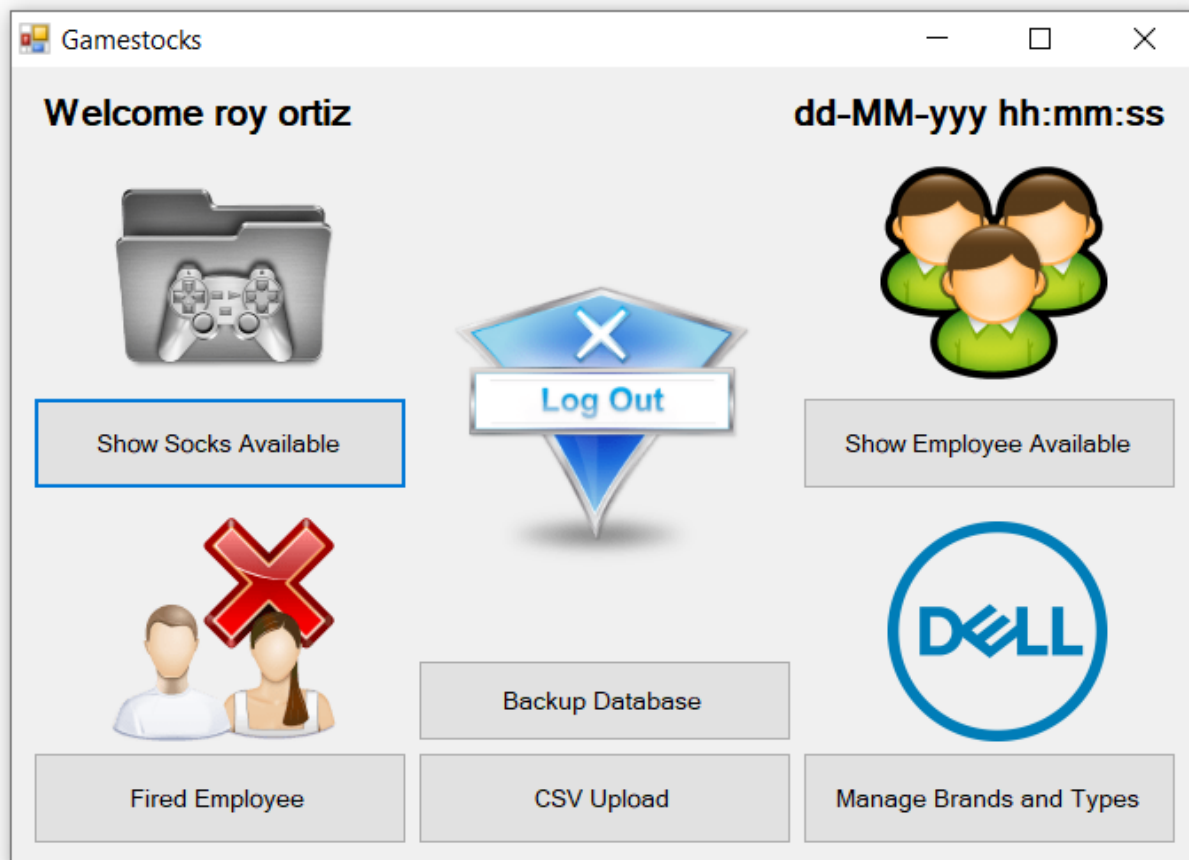 Gamestocks
Welcome roy ortiz
dd-MM-yyy hh:mm:ss
Log Out
Show Socks Available
Show Employee Available
DELL
Backup Database
Fired Employee
CSV Upload
Manage Brands and Types